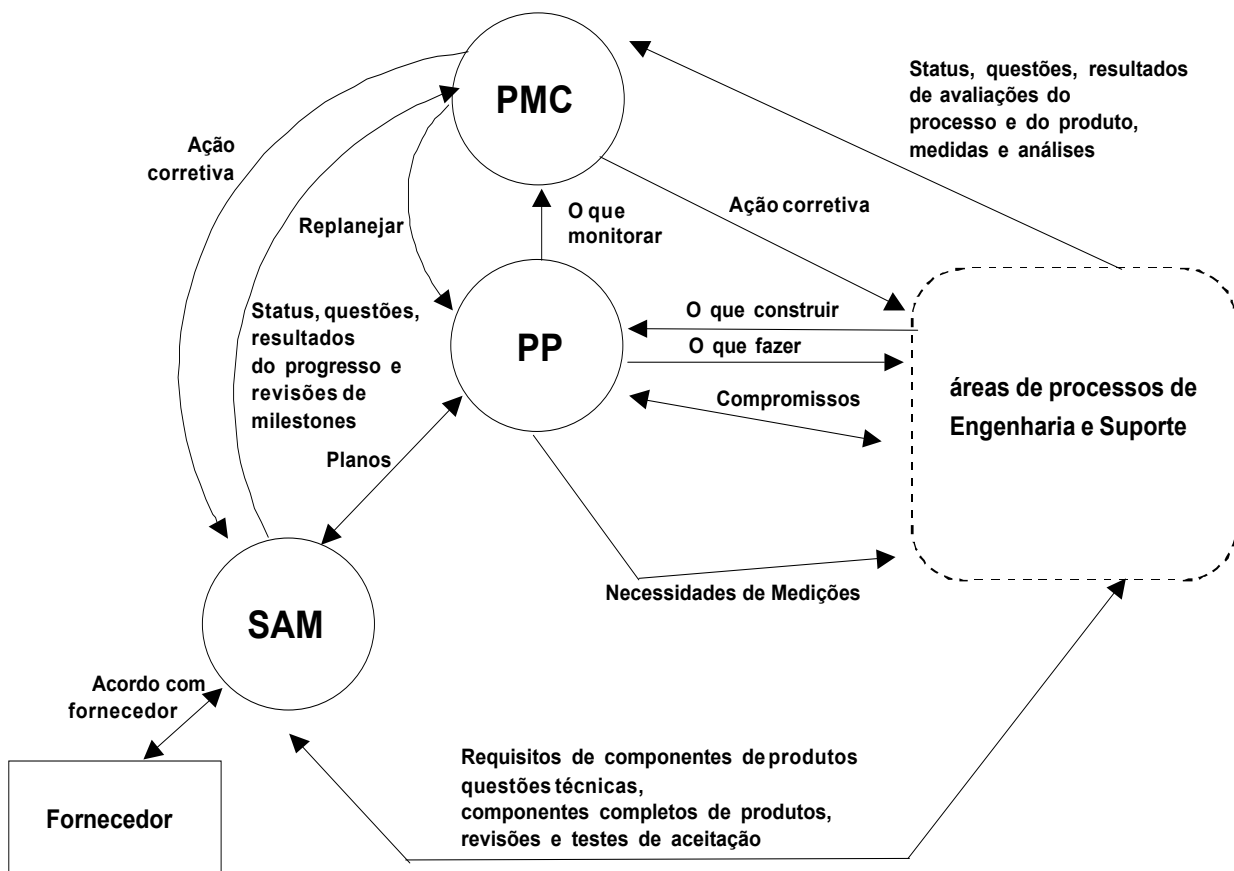 PMC
Status, questões, resultados
de avaliações do
processo e do produto,
medidas e análises
Ação
corretiva
Replanejar
O que
monitorar
Ação corretiva
Status, questões,
resultados
do progresso e
revisões de
milestones
PP
O que construir
O que fazer
Compromissos
áreas de processos de
Engenharia e Suporte
Planos
Necessidades de Medições
SAM
Acordo com
fornecedor
Fornecedor
Requisitos de componentes de produtos
questões técnicas,
componentes completos de produtos,
revisões e testes de aceitação